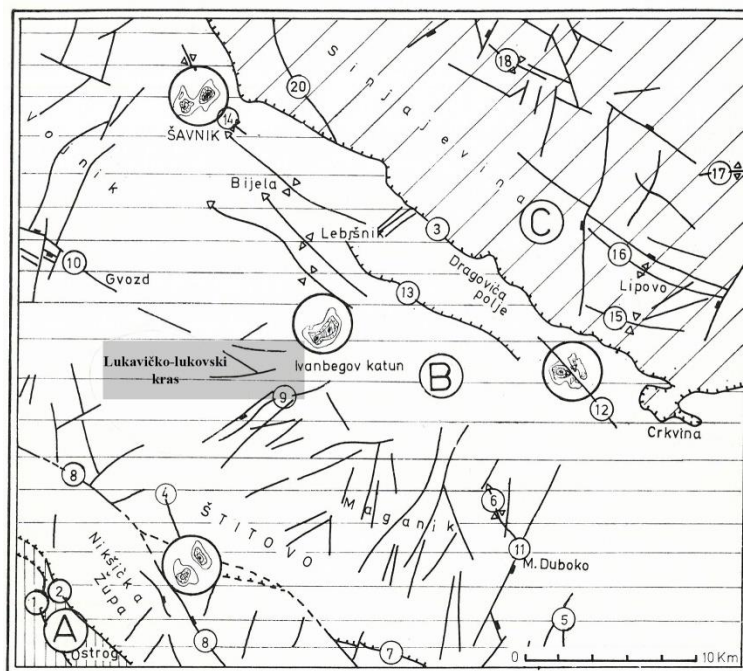 Sinjajevina
18
20
ŠAVNIK
14
Vojnik
17
Bijela
C
Lebršnik
3
16
10
Gvozd
Dragovića
polje
Lipovo
13
15
Lukavičko-lukovski
kras
Ivanbegov katun
B
9
12
Crkvina
8
4
6
ŠTITOVO
Maganik
Nikšićka
Župa
11
M. Duboko
1
2
A
5
Ostrog
8
7
0
10 Km